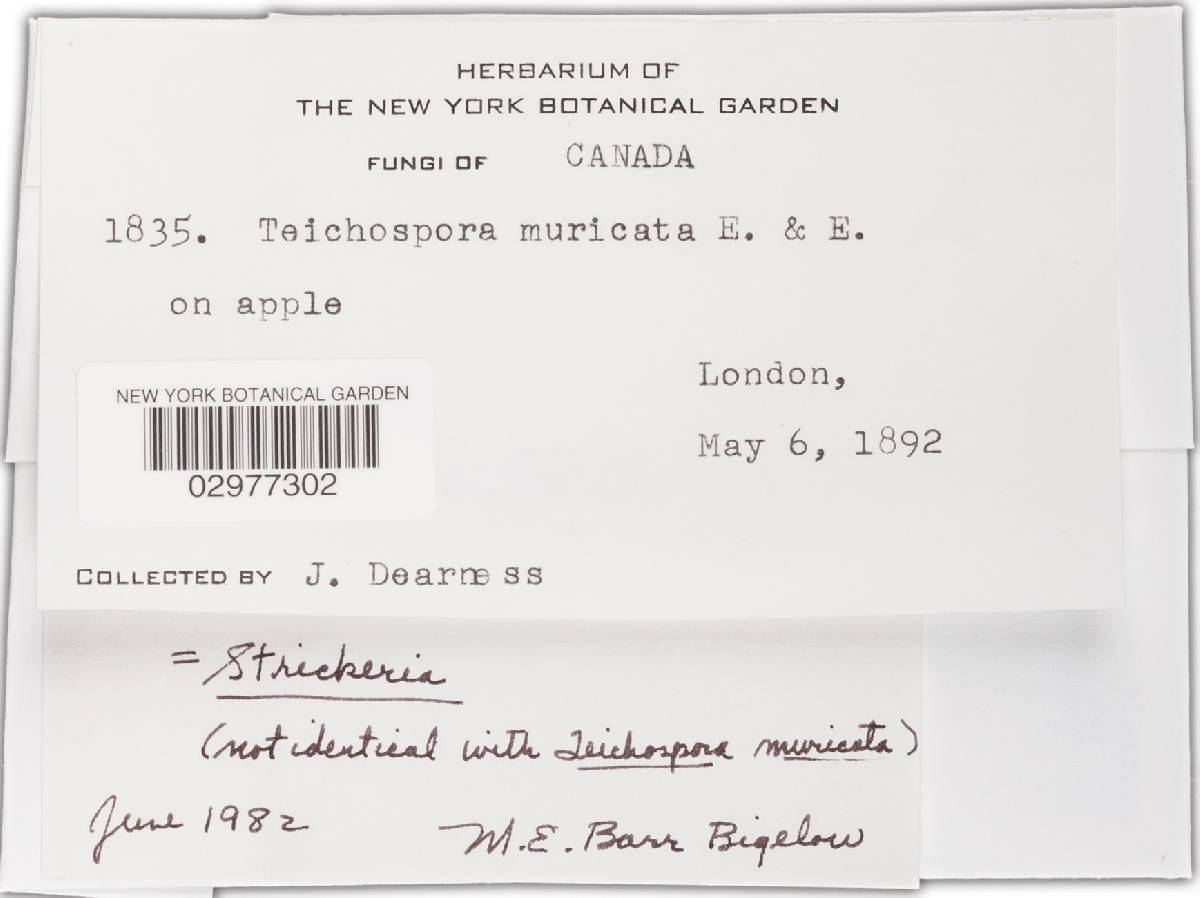 HERBARIUM OF
THE NEW YORK BOTANICAL GARDEN
FUNGI OF CANADA
1835. Teichospora muricata E. & E.
on apple
London,
May 6, 1892
NEW YORK BOTANICAL GARDEN
02977302
COLLECTED BY J. Dearness
= Strickeria
(not identical with Teichospora muricata)
June 1982 M.E. Barr Bigelow